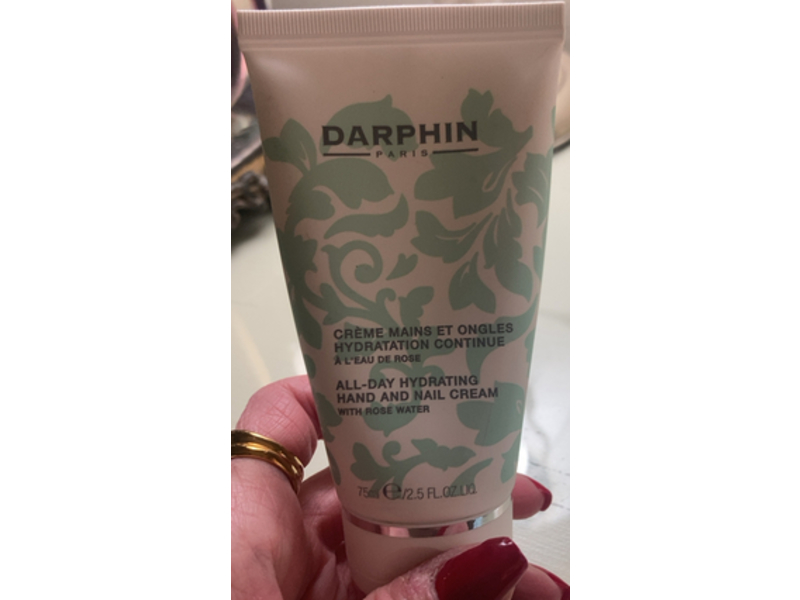 DARPHIN
PARIS
CRÈME MAINS ET ONGLES
HYDRATATION CONTINUE
À L'EAU DE ROSE
ALL-DAY HYDRATING
HAND AND NAIL CREAM
WITH ROSE WATER
75ml ℮/2.5 FL.OZ.LIQ.